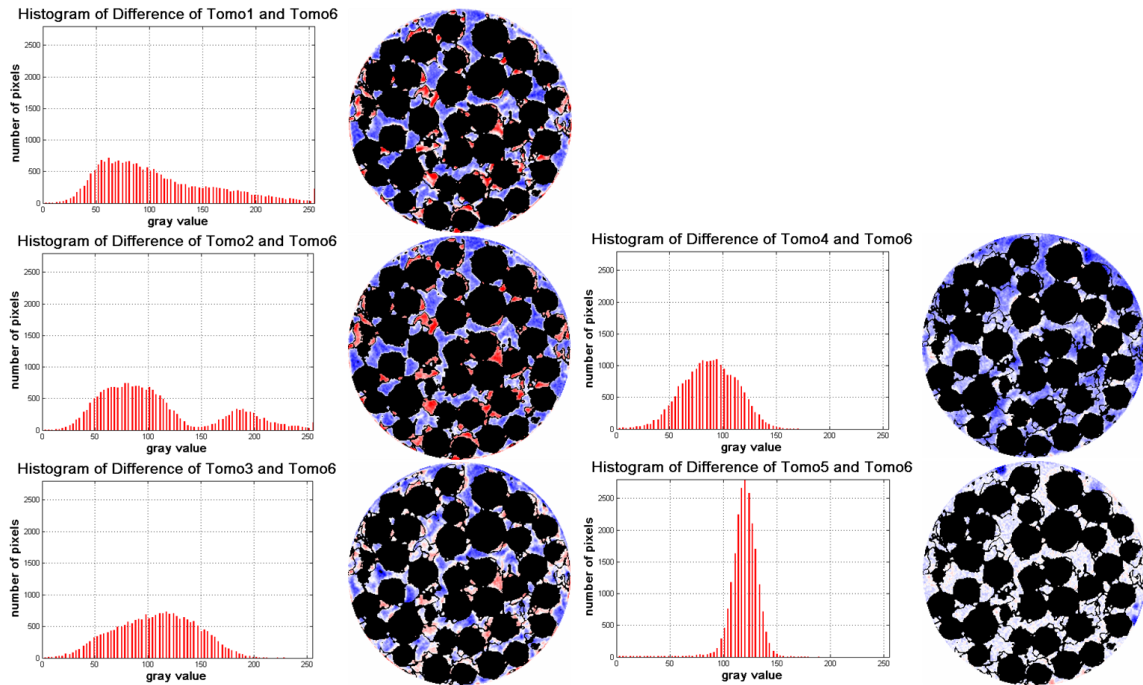 Histogram of Difference of Tomo1 and Tomo6
number of pixels
2500
2000
1500
1000
500
0
0 50 100 150 200 250
gray value
Histogram of Difference of Tomo2 and Tomo6
number of pixels
2500
2000
1500
1000
500
0
0 50 100 150 200 250
gray value
Histogram of Difference of Tomo3 and Tomo6
number of pixels
2500
2000
1500
1000
500
0
0 50 100 150 200 250
gray value
Histogram of Difference of Tomo4 and Tomo6
number of pixels
2500
2000
1500
1000
500
0
0 50 100 150 200 250
gray value
Histogram of Difference of Tomo5 and Tomo6
number of pixels
2500
2000
1500
1000
500
0
0 50 100 150 200 250
gray value